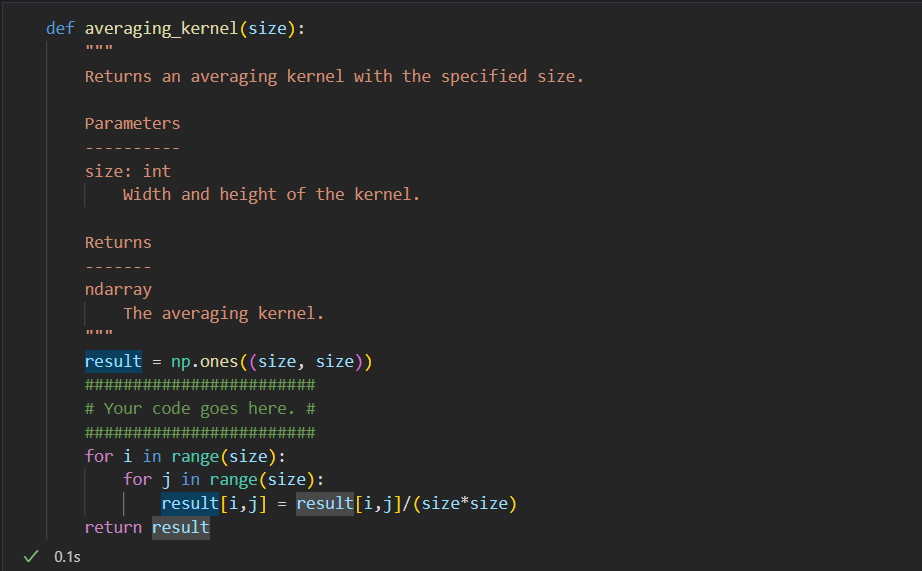 def averaging_kernel(size):
    """
    Returns an averaging kernel with the specified size.

    Parameters
    ----------
    size: int
        Width and height of the kernel.

    Returns
    -------
    ndarray
        The averaging kernel.
    """
    result = np.ones((size, size))
    ########################
    # Your code goes here. #
    ########################
    for i in range(size):
        for j in range(size):
            result[i,j] = result[i,j]/(size*size)
    return result
0.1s